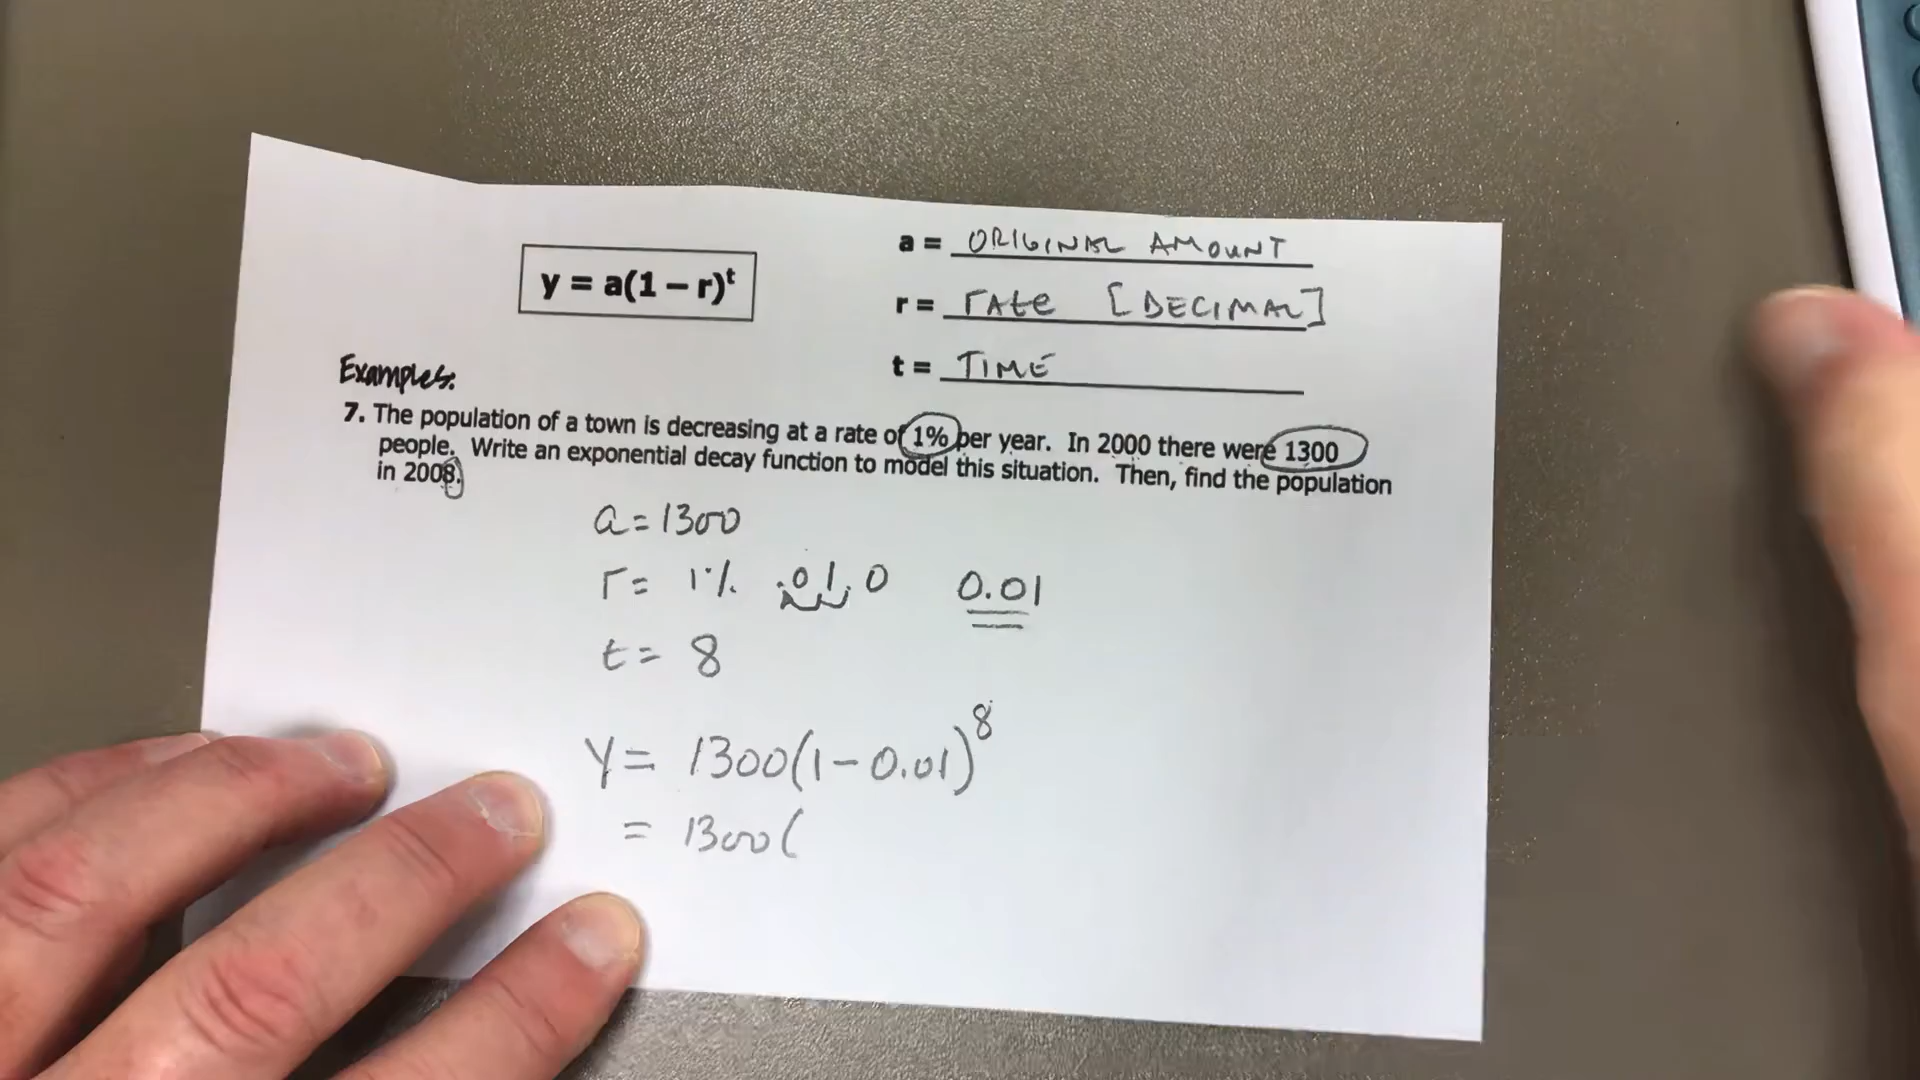 y = a(1 – r)ᵗ
a = ORIGINAL AMOUNT
r = rAte [DECIMAL]
t = TIME
Examples:
7. The population of a town is decreasing at a rate of 1% per year. In 2000 there were 1300
people. Write an exponential decay function to model this situation. Then, find the population
in 2008.
a = 1300
r = 1% .01.0 0.01
t = 8
y = 1300(1 – 0.01)⁸
= 1300(